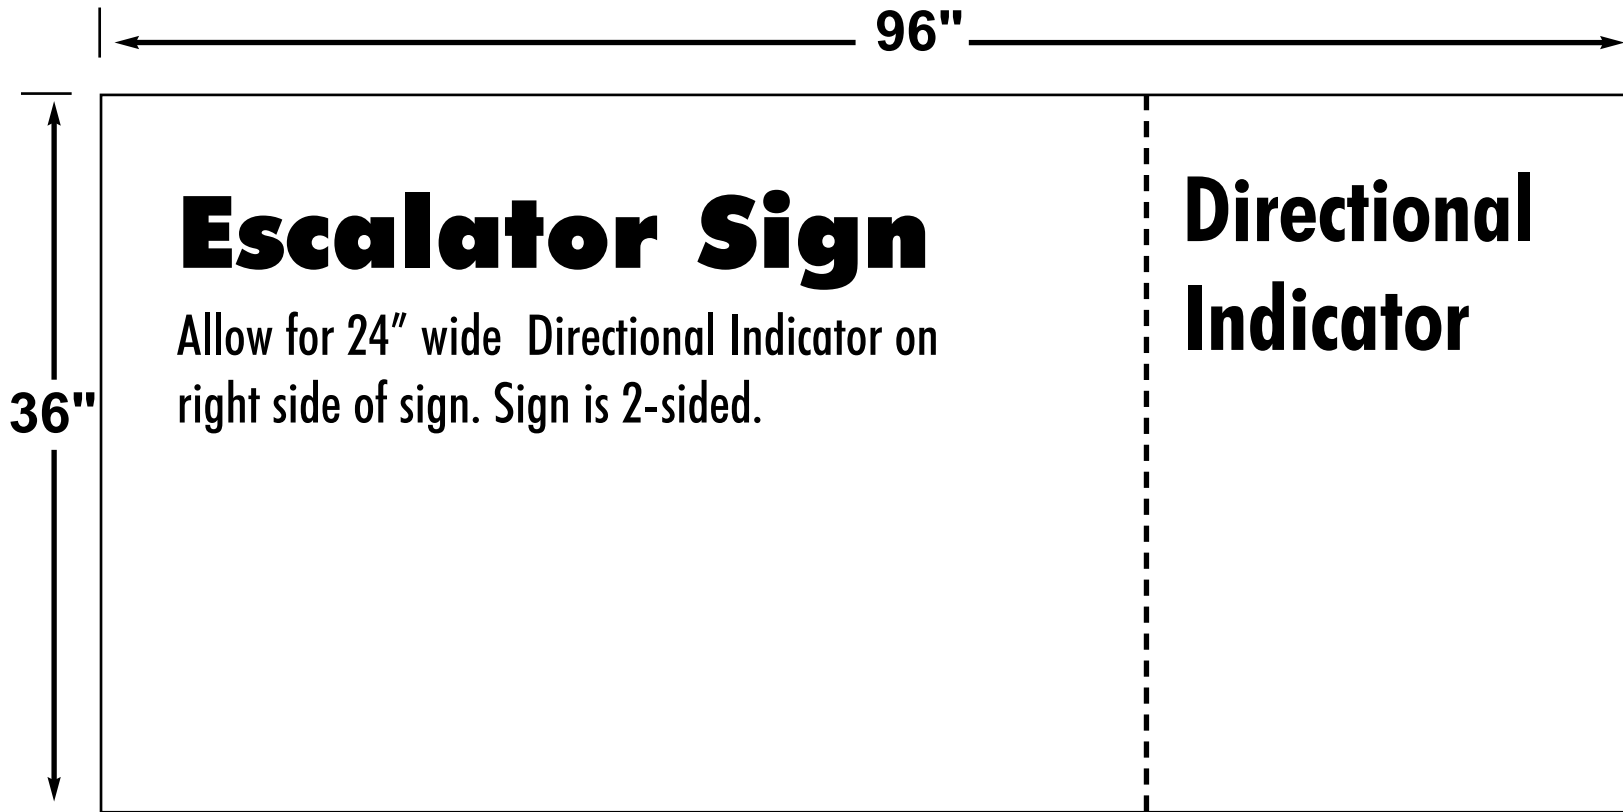 96"
36"
Escalator Sign
Allow for 24" wide  Directional Indicator on
right side of sign. Sign is 2-sided.
Directional
Indicator